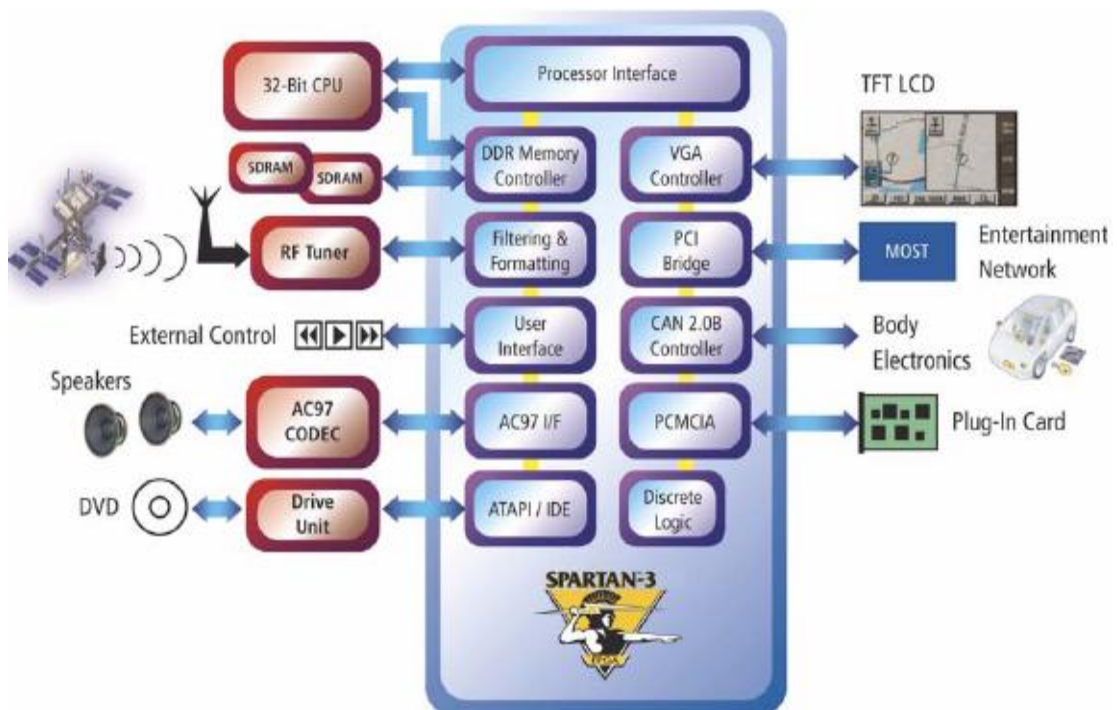 32-Bit CPU
Processor Interface
TFT LCD
SDRAM
SDRAM
DDR Memory
Controller
VGA
Controller
RF Tuner
Filtering &
Formatting
PCI
Bridge
MOST
Entertainment
Network
External Control
User
Interface
CAN 2.0B
Controller
Body
Electronics
Speakers
AC97
CODEC
AC97 I/F
PCMCIA
Plug-In Card
DVD
Drive
Unit
ATAPI / IDE
Discrete
Logic
SPARTAN-3
FPGA